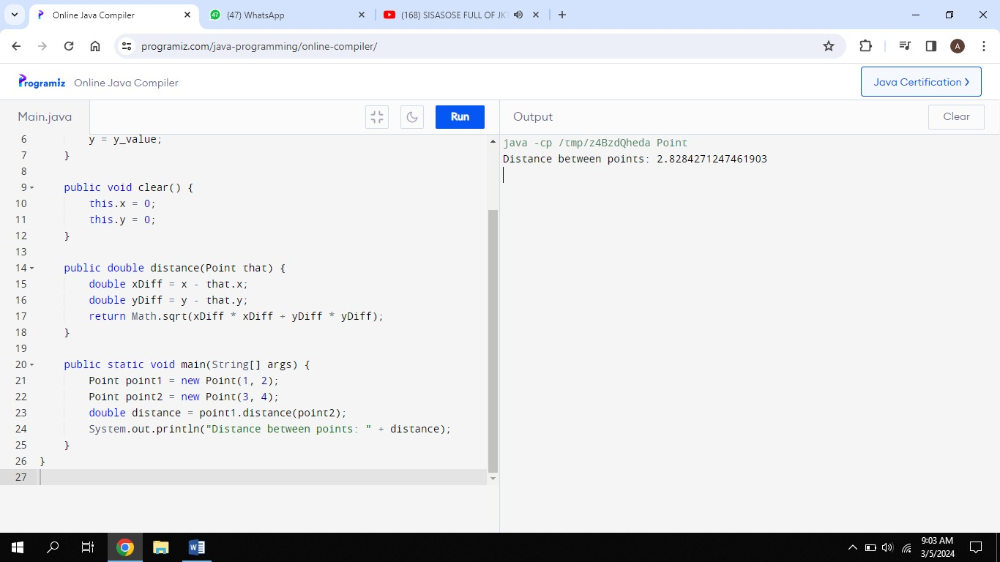 Online Java Compiler
47
(47) WhatsApp
(168) SISASOSE FULL OF JK
programiz.com/java-programming/online-compiler/
A
Programiz Online Java Compiler
Java Certification
Main.java
Run
Output
Clear
6 y = y_value;
7 }
8
9 public void clear() {
10 this.x = 0;
11 this.y = 0;
12 }
13
14 public double distance(Point that) {
15 double xDiff = x - that.x;
16 double yDiff = y - that.y;
17 return Math.sqrt(xDiff * xDiff + yDiff * yDiff);
18 }
19
20 public static void main(String[] args) {
21 Point point1 = new Point(1, 2);
22 Point point2 = new Point(3, 4);
23 double distance = point1.distance(point2);
24 System.out.println("Distance between points: " + distance);
25 }
26 }
27
java -cp /tmp/z4BzdQheda Point
Distance between points: 2.8284271247461903
9:03 AM
3/5/2024